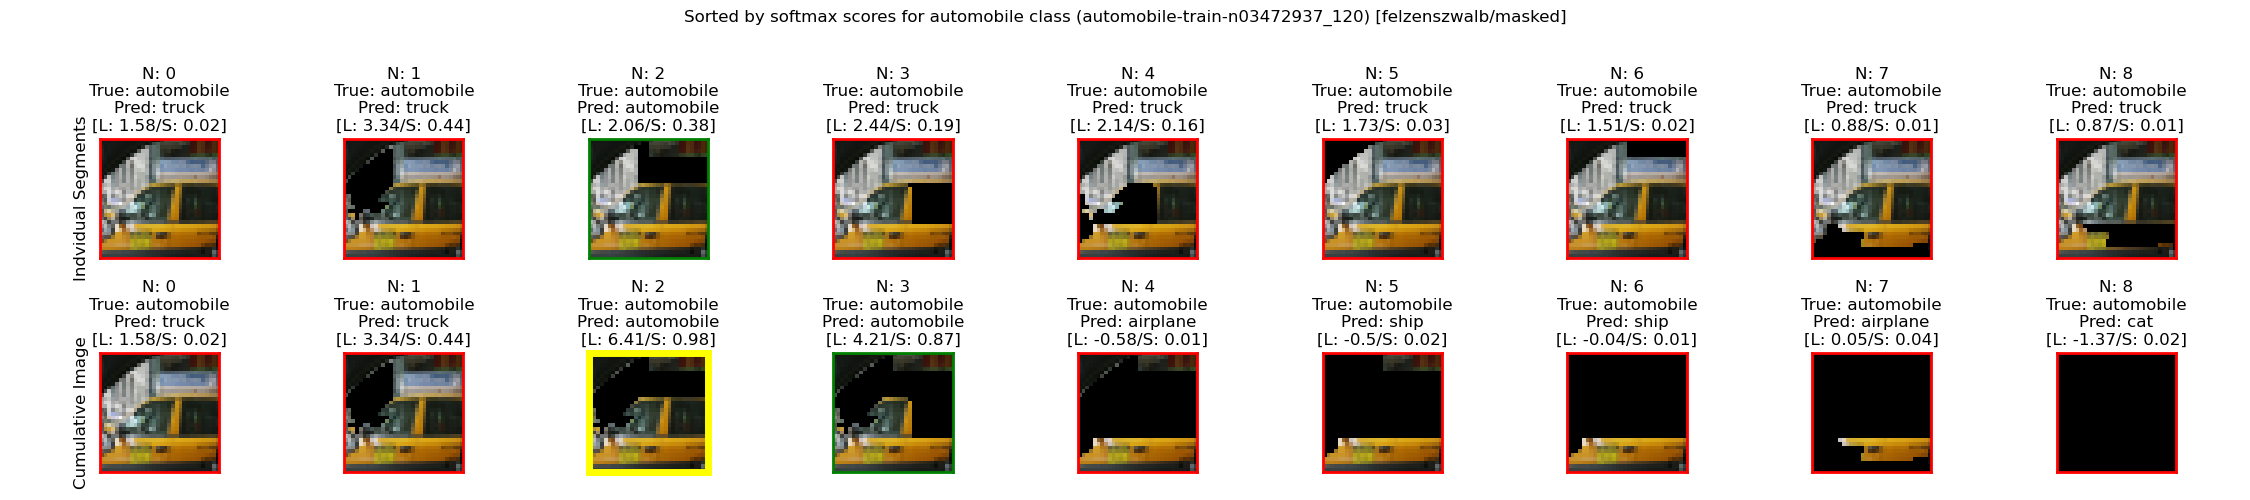 Sorted by softmax scores for automobile class (automobile-train-n03472937_120) [felzenszwalb/masked]
Indvidual Segments
N: 0
True: automobile
Pred: truck
[L: 1.58/S: 0.02]
N: 1
True: automobile
Pred: truck
[L: 3.34/S: 0.44]
N: 2
True: automobile
Pred: automobile
[L: 2.06/S: 0.38]
N: 3
True: automobile
Pred: truck
[L: 2.44/S: 0.19]
N: 4
True: automobile
Pred: truck
[L: 2.14/S: 0.16]
N: 5
True: automobile
Pred: truck
[L: 1.73/S: 0.03]
N: 6
True: automobile
Pred: truck
[L: 1.51/S: 0.02]
N: 7
True: automobile
Pred: truck
[L: 0.88/S: 0.01]
N: 8
True: automobile
Pred: truck
[L: 0.87/S: 0.01]
Cumulative Image
N: 0
True: automobile
Pred: truck
[L: 1.58/S: 0.02]
N: 1
True: automobile
Pred: truck
[L: 3.34/S: 0.44]
N: 2
True: automobile
Pred: automobile
[L: 6.41/S: 0.98]
N: 3
True: automobile
Pred: automobile
[L: 4.21/S: 0.87]
N: 4
True: automobile
Pred: airplane
[L: -0.58/S: 0.01]
N: 5
True: automobile
Pred: ship
[L: -0.5/S: 0.02]
N: 6
True: automobile
Pred: ship
[L: -0.04/S: 0.01]
N: 7
True: automobile
Pred: airplane
[L: 0.05/S: 0.04]
N: 8
True: automobile
Pred: cat
[L: -1.37/S: 0.02]